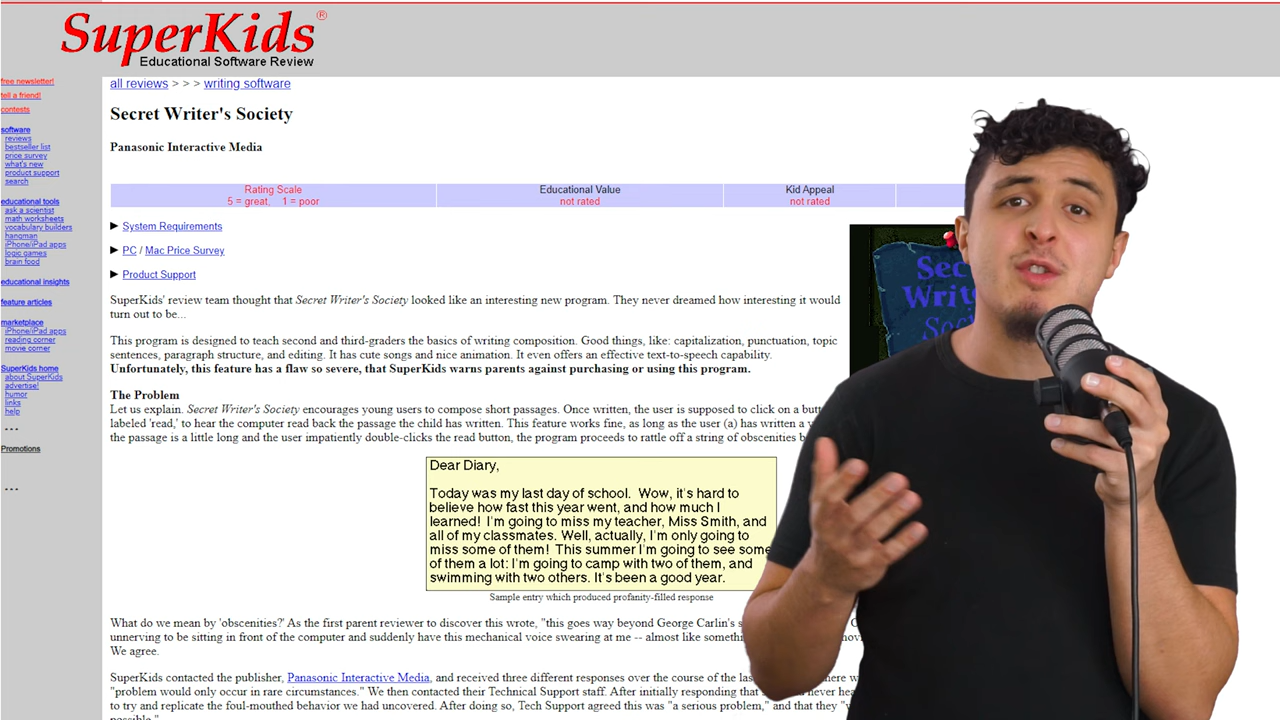 SuperKids®
Educational Software Review
free newsletter!
tell a friend!
contests
software
reviews
bestseller list
price survey
what's new
product support
search
educational tools
ask a scientist
math worksheets
vocabulary builders
hangman
iPhone/iPad apps
logic games
brain food
educational insights
feature articles
marketplace
iPhone/iPad apps
reading corner
movie corner
SuperKids home
about SuperKids
advertise!
humor
links
help
...
Promotions
...
all reviews > > > writing software
Secret Writer's Society
Panasonic Interactive Media
Rating Scale
5 = great, 1 = poor
Educational Value
not rated
Kid Appeal
not rated
► System Requirements
► PC / Mac Price Survey
► Product Support
SuperKids' review team thought that Secret Writer's Society looked like an interesting new program. They never dreamed how interesting it would
turn out to be...
This program is designed to teach second and third-graders the basics of writing composition. Good things, like: capitalization, punctuation, topic
sentences, paragraph structure, and editing. It has cute songs and nice animation. It even offers an effective text-to-speech capability.
Unfortunately, this feature has a flaw so severe, that SuperKids warns parents against purchasing or using this program.
The Problem
Let us explain. Secret Writer's Society encourages young users to compose short passages. Once written, the user is supposed to click on a
labeled 'read,' to hear the computer read back the passage the child has written. This feature works fine, as long as the user (a) has written a
the passage is a little long and the user impatiently double-clicks the read button, the program proceeds to rattle off a string of obscenities
Dear Diary,
Today was my last day of school. Wow, it's hard to
believe how fast this year went, and how much I
learned! I'm going to miss my teacher, Miss Smith, and
all of my classmates. Well, actually, I'm only going to
miss some of them! This summer I'm going to see some
of them a lot: I'm going to camp with two of them, and
swimming with two others. It's been a good year.
Sample entry which produced profanity-filled response
What do we mean by 'obscenities?' As the first parent reviewer to discover this wrote, "this goes way beyond George Carlin's
unnerving to be sitting in front of the computer and suddenly have this mechanical voice swearing at me -- almost like
We agree.
SuperKids contacted the publisher, Panasonic Interactive Media, and received three different responses over the course of the
"problem would only occur in rare circumstances." We then contacted their Technical Support staff. After initially responding that
to try and replicate the foul-mouthed behavior we had uncovered. After doing so, Tech Support agreed this was "a serious problem," and that they